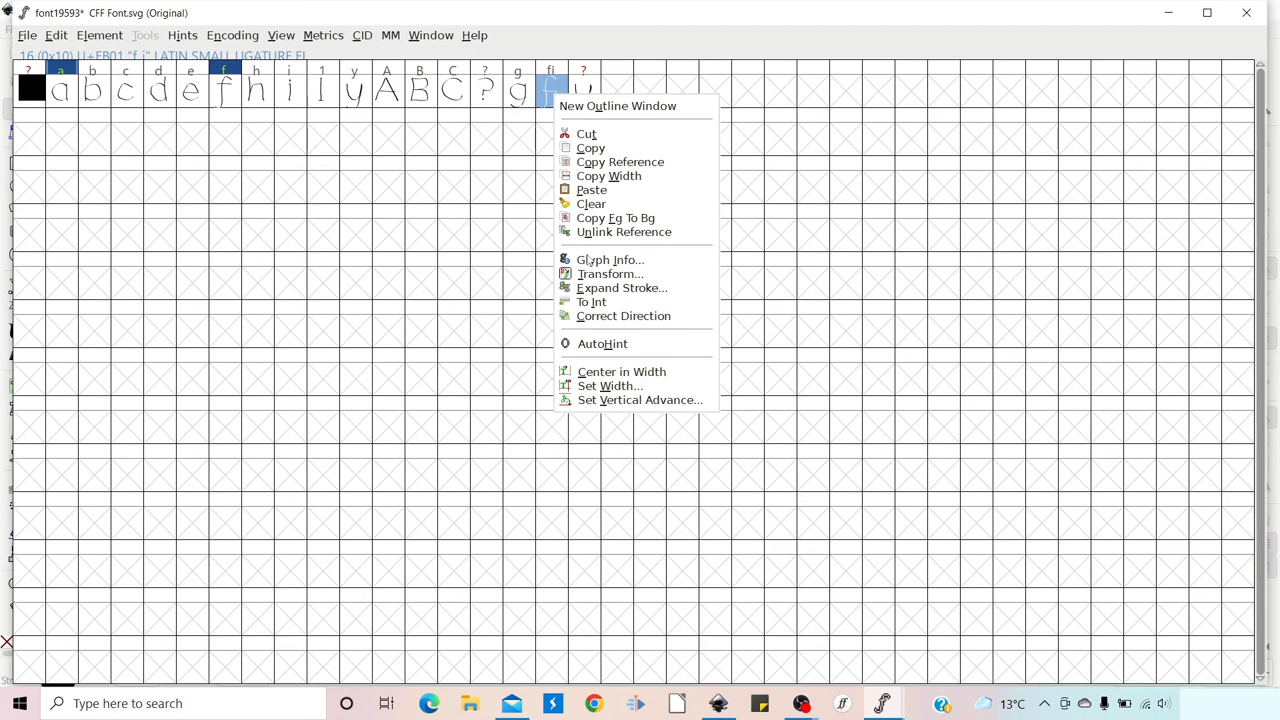 font19593* CFF Font.svg (Original)
File Edit Element Tools Hints Encoding View Metrics CID MM Window Help
16 (0x10) U+FB01 "f_i" LATIN SMALL LIGATURE FI
? a b c d e f h i 1 y A B C ? g fi ?
a b c d e f h i l y A B C ? g
New Outline Window
Cut
Copy
Copy Reference
Copy Width
Paste
Clear
Copy Fg To Bg
Unlink Reference
Glyph Info...
Transform...
Expand Stroke...
To Int
Correct Direction
AutoHint
Center in Width
Set Width...
Set Vertical Advance...
Type here to search
13°C